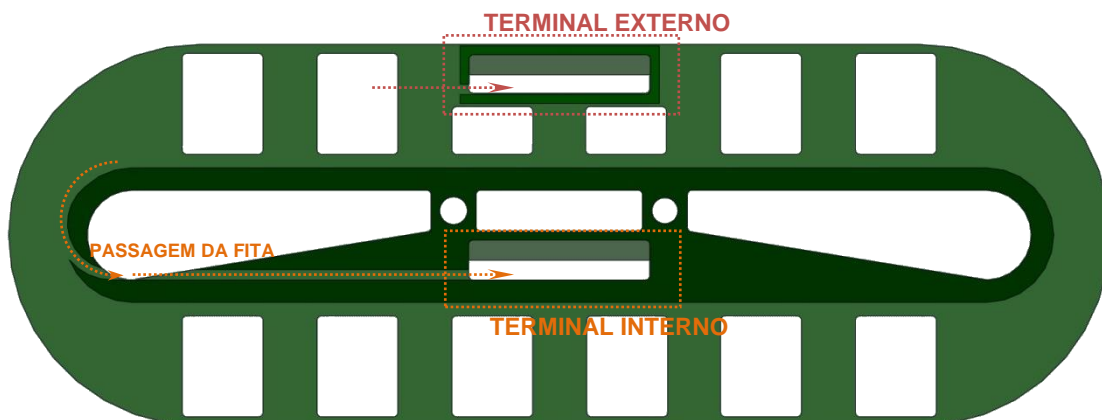 TERMINAL EXTERNO
PASSAGEM DA FITA
TERMINAL INTERNO